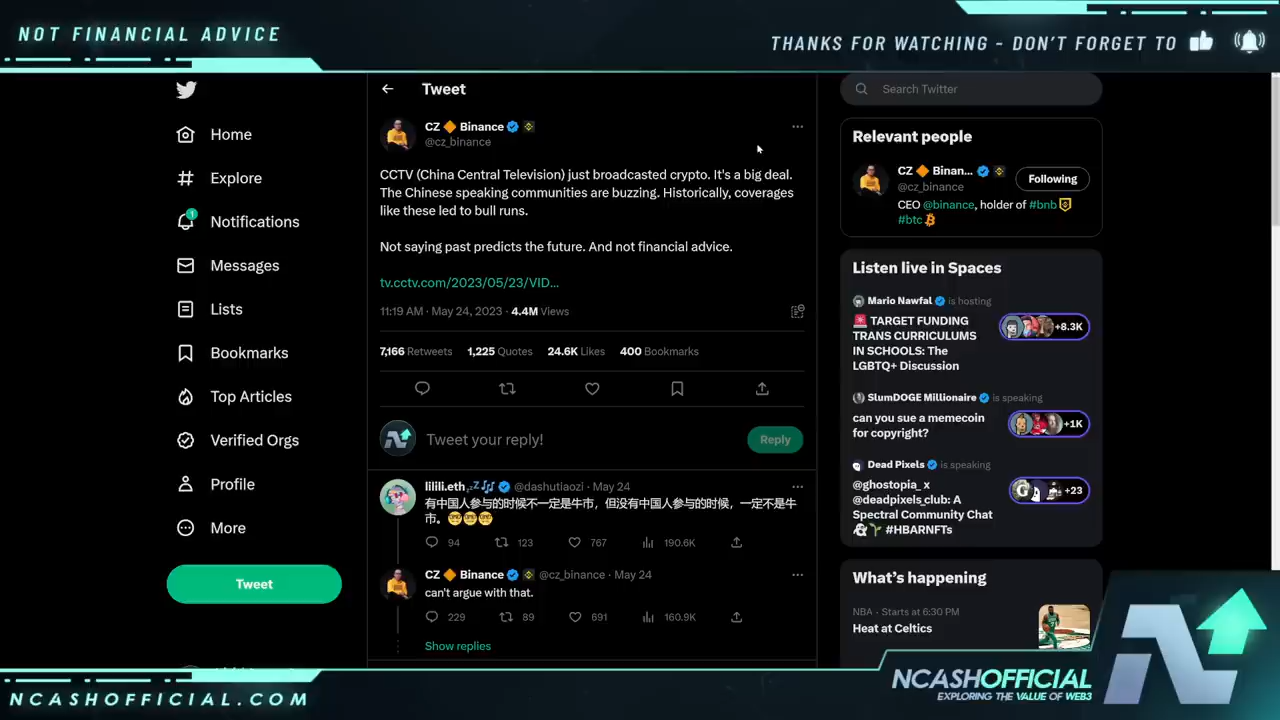 NOT FINANCIAL ADVICE
THANKS FOR WATCHING - DON'T FORGET TO
Tweet
Search Twitter
Home
Explore
1
Notifications
Messages
Lists
Bookmarks
Top Articles
Verified Orgs
Profile
More
Tweet
CZ 🔶 Binance
@cz_binance
CCTV (China Central Television) just broadcasted crypto. It's a big deal.
The Chinese speaking communities are buzzing. Historically, coverages
like these led to bull runs.
Not saying past predicts the future. And not financial advice.
tv.cctv.com/2023/05/23/VID...
11:19 AM · May 24, 2023 · 4.4M Views
7,166 Retweets 1,225 Quotes 24.6K Likes 400 Bookmarks
Tweet your reply!
Reply
lilili.eth 💤🎶 @dashutiaozi · May 24
有中国人参与的时候不一定是牛市，但没有中国人参与的时候，一定不是牛
市。😎😎😎
94 123 767 190.6K
CZ 🔶 Binance @cz_binance · May 24
can't argue with that.
229 89 691 160.9K
Show replies
Relevant people
CZ 🔶 Binan...
@cz_binance
Following
CEO @binance, holder of #bnb
#btc
Listen live in Spaces
Mario Nawfal is hosting
🚨 TARGET FUNDING
TRANS CURRICULUMS
IN SCHOOLS: The
LGBTQ+ Discussion
+8.3K
SlumDOGE Millionaire is speaking
can you sue a memecoin
for copyright?
+1K
Dead Pixels is speaking
@ghostopia_ x
@deadpixels_club: A
Spectral Community Chat
👻🌱 #HBARNFTs
+23
What's happening
NBA · Starts at 6:30 PM
Heat at Celtics
NCASHOFFICIAL.COM
NCASHOFFICIAL
EXPLORING THE VALUE OF WEB3